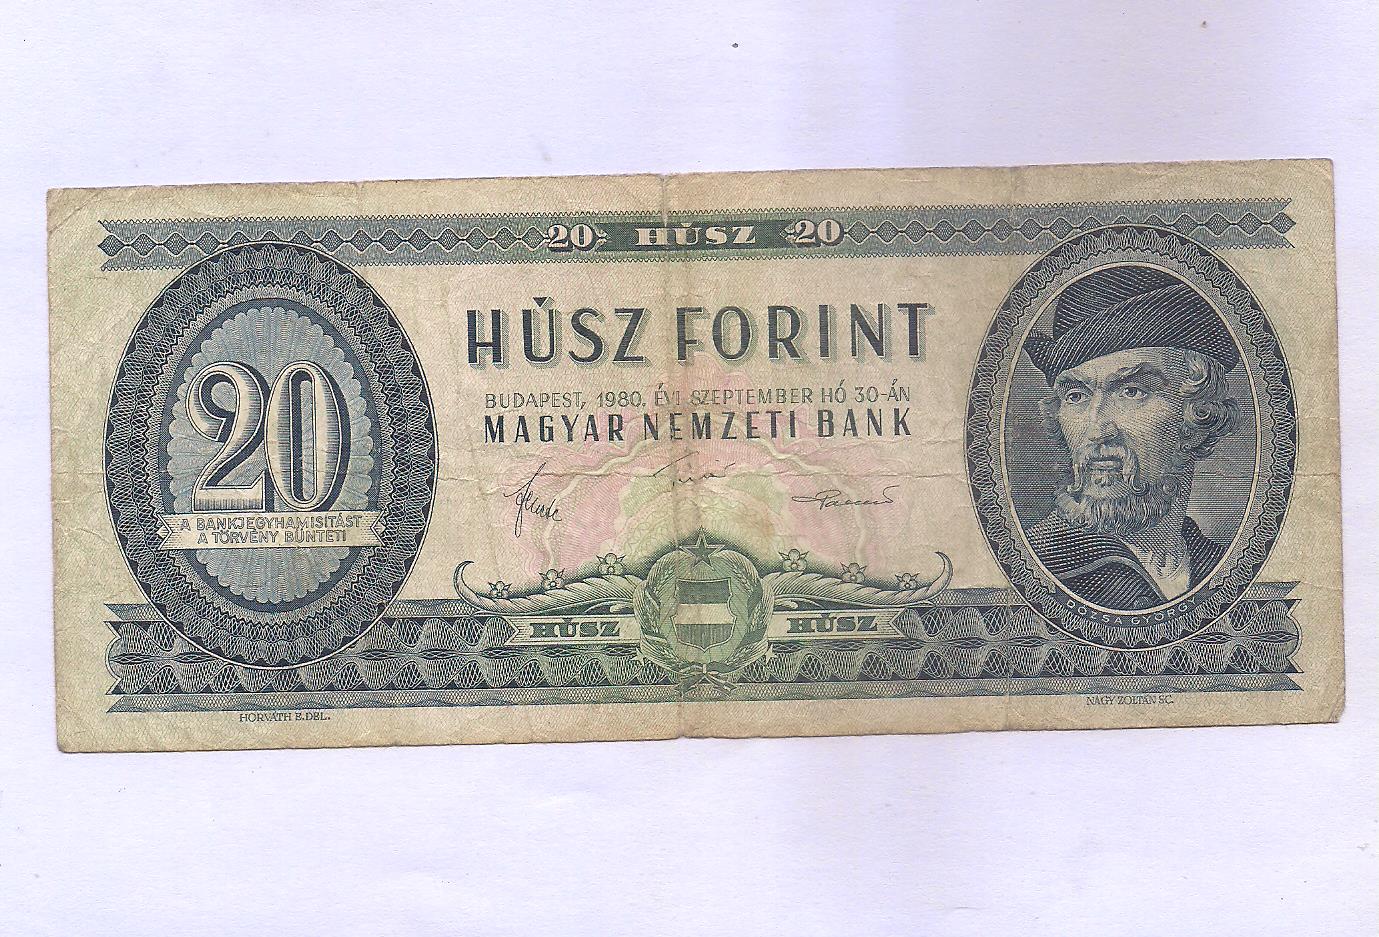 20 HÚSZ 20
HÚSZ FORINT
BUDAPEST, 1980. ÉVI SZEPTEMBER HÓ 30-ÁN
MAGYAR NEMZETI BANK
20
A BANKJEGYHAMISÍTÁST
A TÖRVÉNY BÜNTETI
HÚSZ HÚSZ
DÓZSA GYÖRGY
HORVÁTH E. DEL.
NAGY ZOLTÁN SC.